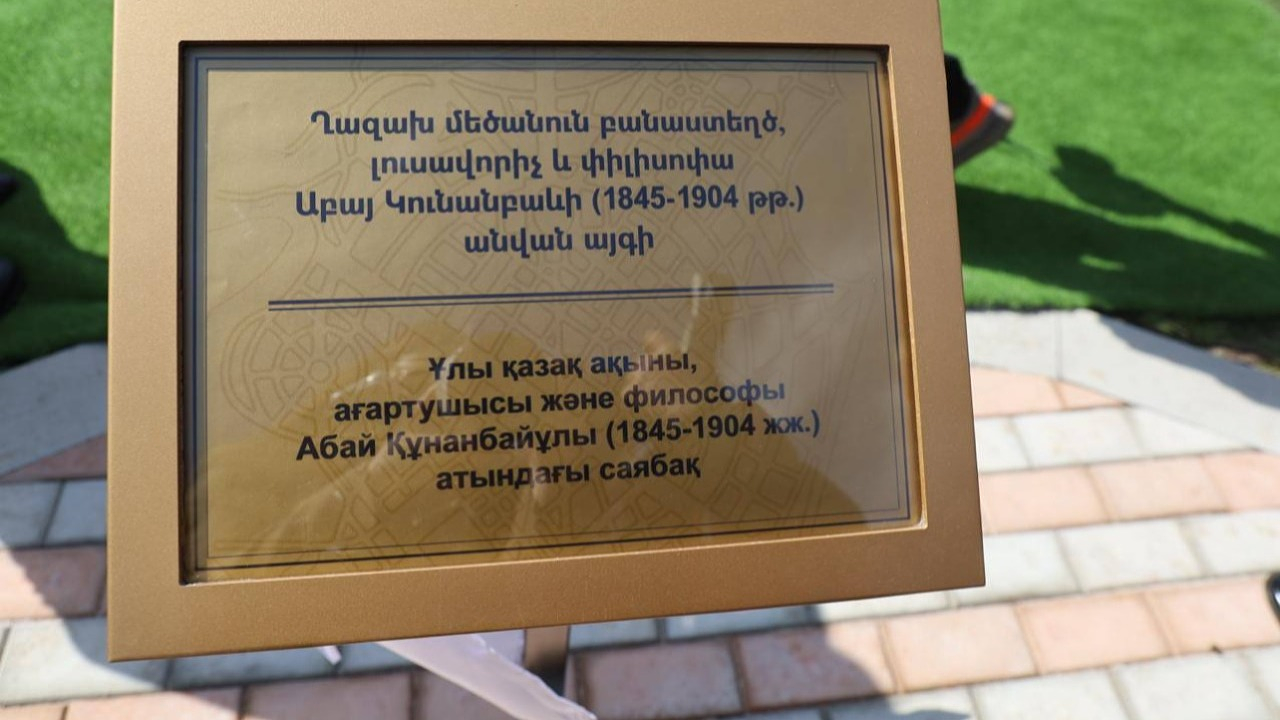 Ղազախ մեծանուն բանաստեղծ,
լուսավորիչ և փիլիսոփա
Աբայ Կունանբաևի (1845-1904 թթ.)
անվան այգի
Ұлы қазақ ақыны,
ағартушысы және философы
Абай Құнанбайұлы (1845-1904 жж.)
атындағы саябақ